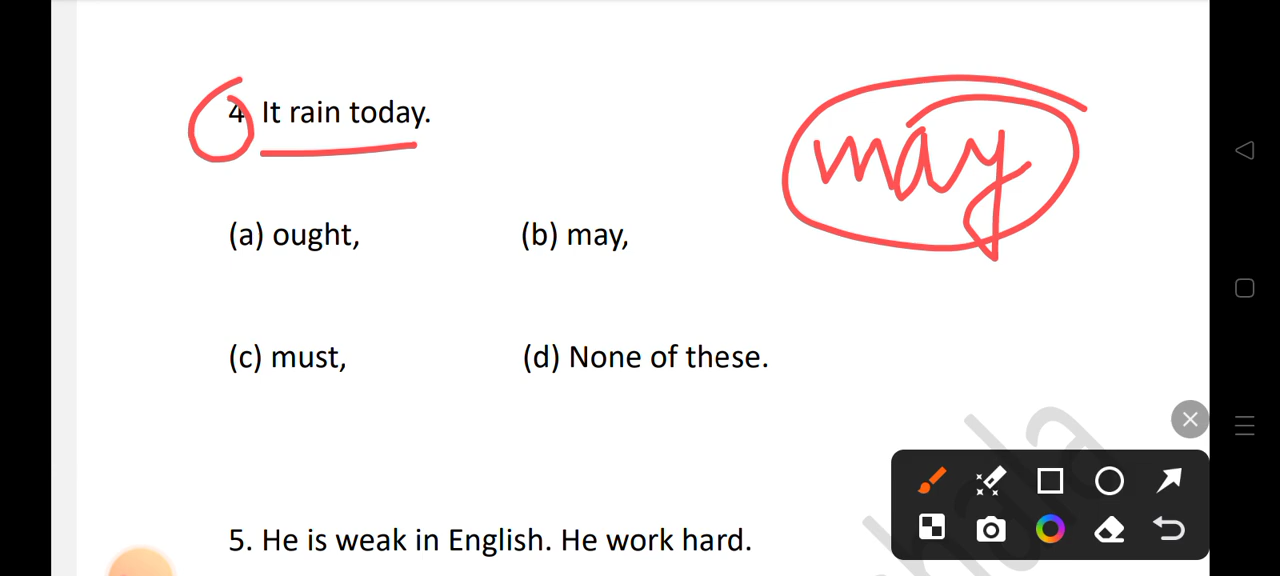 4. It rain today.
may
(a) ought, (b) may,
(c) must, (d) None of these.
5. He is weak in English. He work hard.